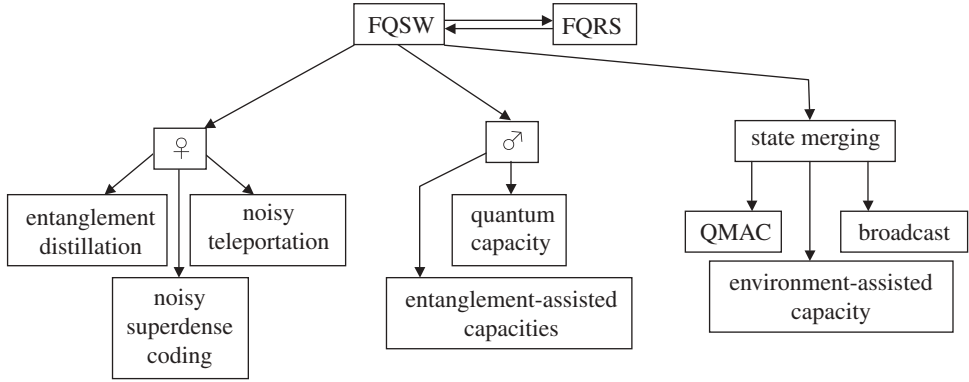 FQSW
FQRS
♀
♂
state merging
entanglement
distillation
noisy
teleportation
quantum
capacity
QMAC
broadcast
noisy
superdense
coding
entanglement-assisted
capacities
environment-assisted
capacity